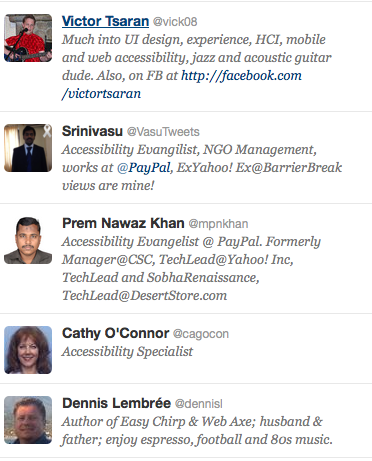 Victor Tsaran @vick08
Much into UI design, experience, HCI, mobile
and web accessibility, jazz and acoustic guitar
dude. Also, on FB at http://facebook.com
/victortsaran
Srinivasu @VasuTweets
Accessibility Evangilist, NGO Management,
works at @PayPal, ExYahoo! Ex@BarrierBreak
views are mine!
Prem Nawaz Khan @mpnkhan
Accessibility Evangelist @ PayPal. Formerly
Manager@CSC, TechLead@Yahoo! Inc,
TechLead and SobhaRenaissance,
TechLead@DesertStore.com
Cathy O'Connor @cagocon
Accessibility Specialist
Dennis Lembrée @dennisl
Author of Easy Chirp & Web Axe; husband &
father; enjoy espresso, football and 80s music.